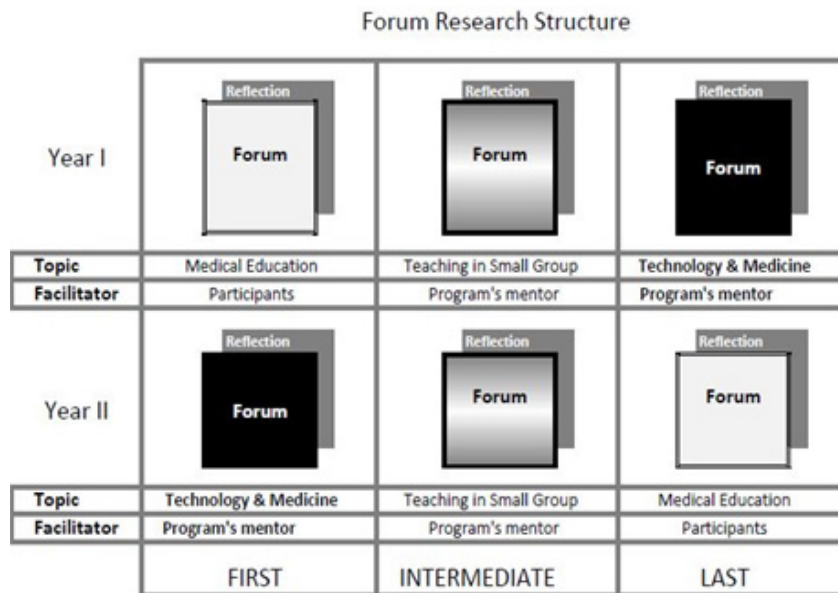 Forum Research Structure
Reflection Reflection Reflection
Year I Forum Forum Forum
Topic Medical Education Teaching in Small Group Technology & Medicine
Facilitator Participants Program's mentor Program's mentor
Reflection Reflection Reflection
Year II Forum Forum Forum
Topic Technology & Medicine Teaching in Small Group Medical Education
Facilitator Program's mentor Program's mentor Participants
FIRST INTERMEDIATE LAST